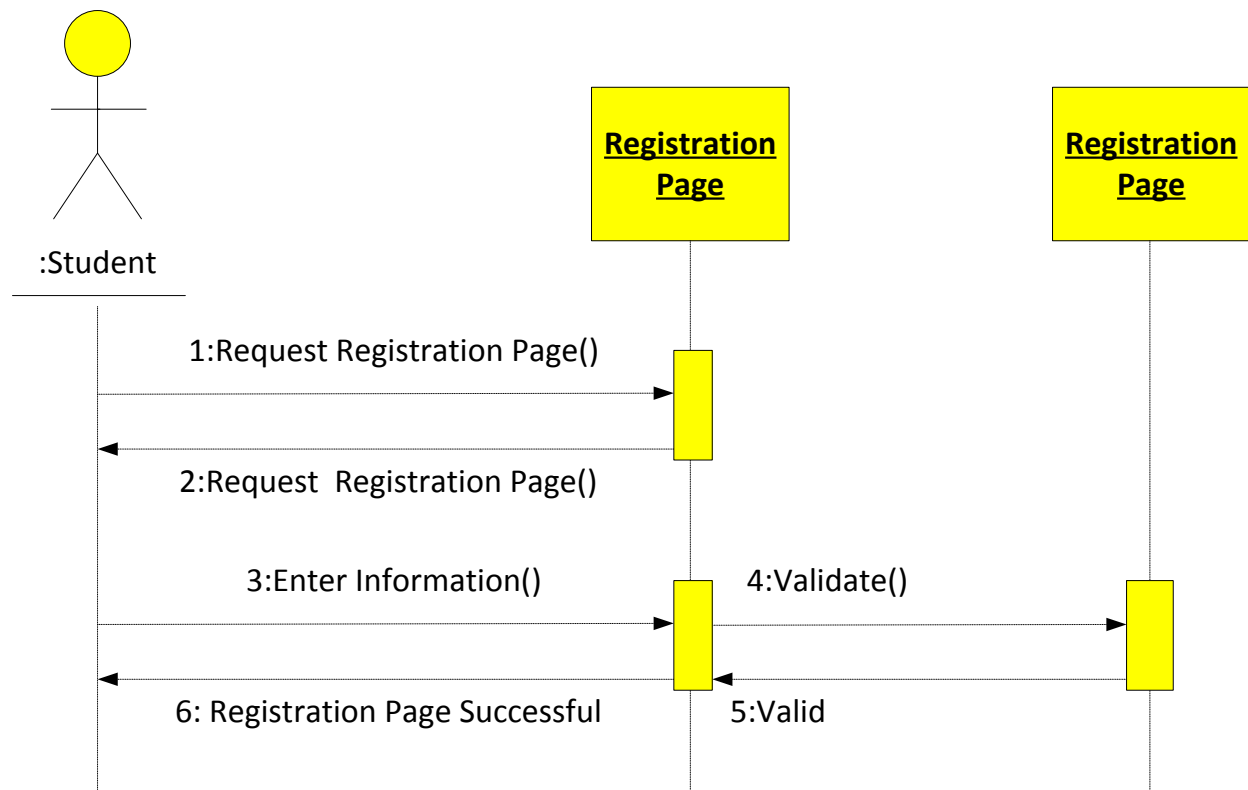 Registration
Page
Registration
Page
:Student
1:Request Registration Page()
2:Request  Registration Page()
3:Enter Information()
4:Validate()
6: Registration Page Successful
5:Valid